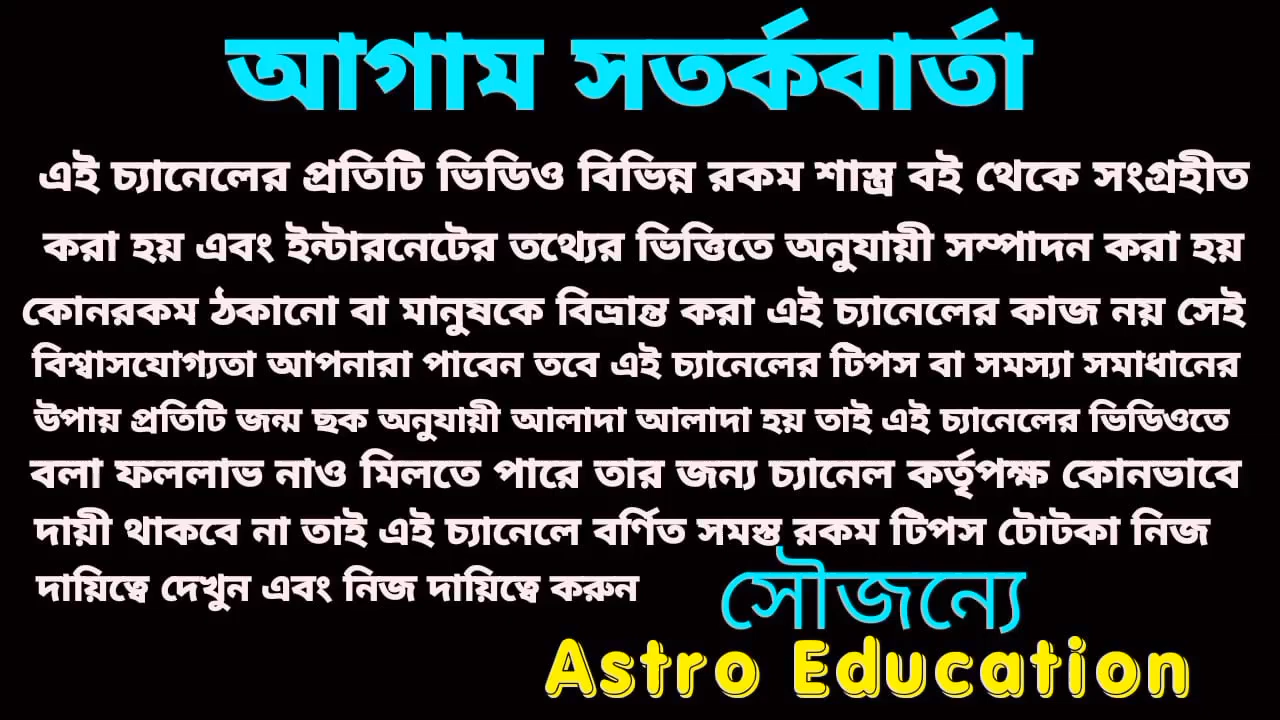 আগাম সতর্কবার্তা
এই চ্যানেলের প্রতিটি ভিডিও বিভিন্ন রকম শাস্ত্র বই থেকে সংগ্রহীত
করা হয় এবং ইন্টারনেটের তথ্যের ভিত্তিতে অনুযায়ী সম্পাদন করা হয়
কোনরকম ঠকানো বা মানুষকে বিভ্রান্ত করা এই চ্যানেলের কাজ নয় সেই
বিশ্বাসযোগ্যতা আপনারা পাবেন তবে এই চ্যানেলের টিপস বা সমস্যা সমাধানের
উপায় প্রতিটি জন্ম ছক অনুযায়ী আলাদা আলাদা হয় তাই এই চ্যানেলের ভিডিওতে
বলা ফললাভ নাও মিলতে পারে তার জন্য চ্যানেল কর্তৃপক্ষ কোনভাবে
দায়ী থাকবে না তাই এই চ্যানেলে বর্ণিত সমস্ত রকম টিপস টোটকা নিজ
দায়িত্বে দেখুন এবং নিজ দায়িত্বে করুন
সৌজন্যে
Astro Education